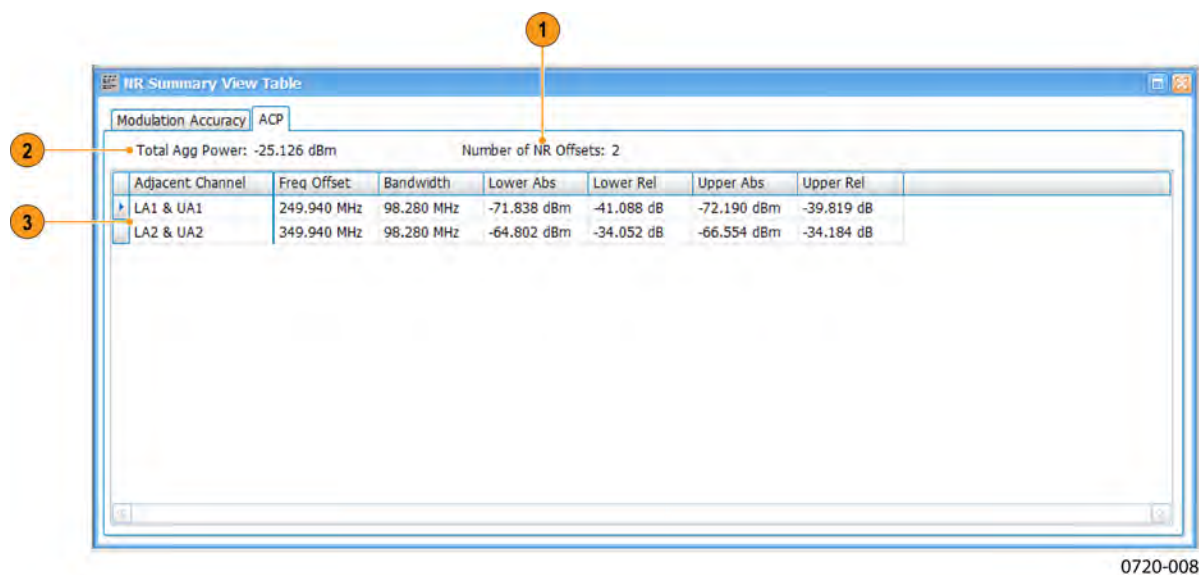 1
NR Summary View Table
Modulation Accuracy ACP
2 Total Agg Power: -25.126 dBm Number of NR Offsets: 2
Adjacent Channel Freq Offset Bandwidth Lower Abs Lower Rel Upper Abs Upper Rel
LA1 & UA1 249.940 MHz 98.280 MHz -71.838 dBm -41.088 dB -72.190 dBm -39.819 dB
3
LA2 & UA2 349.940 MHz 98.280 MHz -64.802 dBm -34.052 dB -66.554 dBm -34.184 dB
0720-008